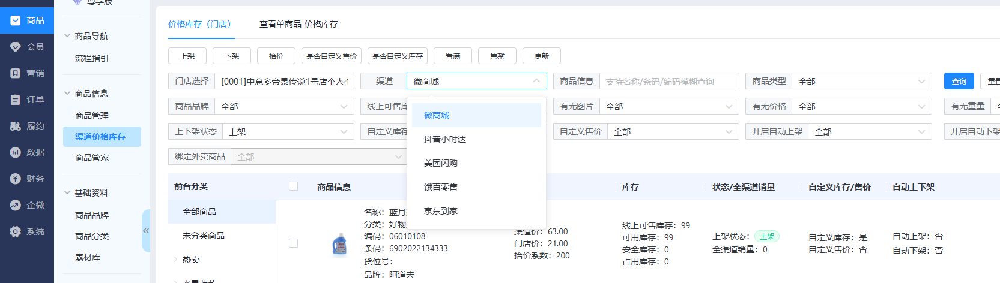 尊享版
商品
会员
营销
订单
履约
数据
财务
企微
系统
商品导航
流程指引
商品信息
商品管理
渠道价格库存
商品管家
基础资料
商品品牌
商品分类
素材库
价格库存（门店） 查看单商品-价格库存
上架 下架 抬价 是否自定义售价 是否自定义库存 置满 售罄 更新
门店选择 [0001]中意多帝景传说1号店个人 渠道 微商城 商品信息 支持名称/条码/编码模糊查询 商品类型 全部 查询 重置
商品品牌 全部 线上可售库 有无图片 全部 有无价格 全部 有无重量
上下架状态 上架 自定义库存 自定义售价 全部 开启自动上架 全部 开启自动下架
绑定外卖商品 全部
微商城
抖音小时达
美团闪购
饿百零售
京东到家
前台分类 商品信息 库存 状态/全渠道销量 自定义库存/售价 自动上下架
全部商品
未分类商品
热卖
水果蔬菜
名称：蓝月
分类：好物
编码：06010108
条码：6902022134333
货位号：
品牌：阿道夫
渠道价：63.00
门店价：21.00
抬价系数：200
线上可售库存：99
可用库存：99
安全库存：0
占用库存：0
上架状态：上架
全渠道销量：0
自定义库存：是
自定义售价：否
自动上架：否
自动下架：否